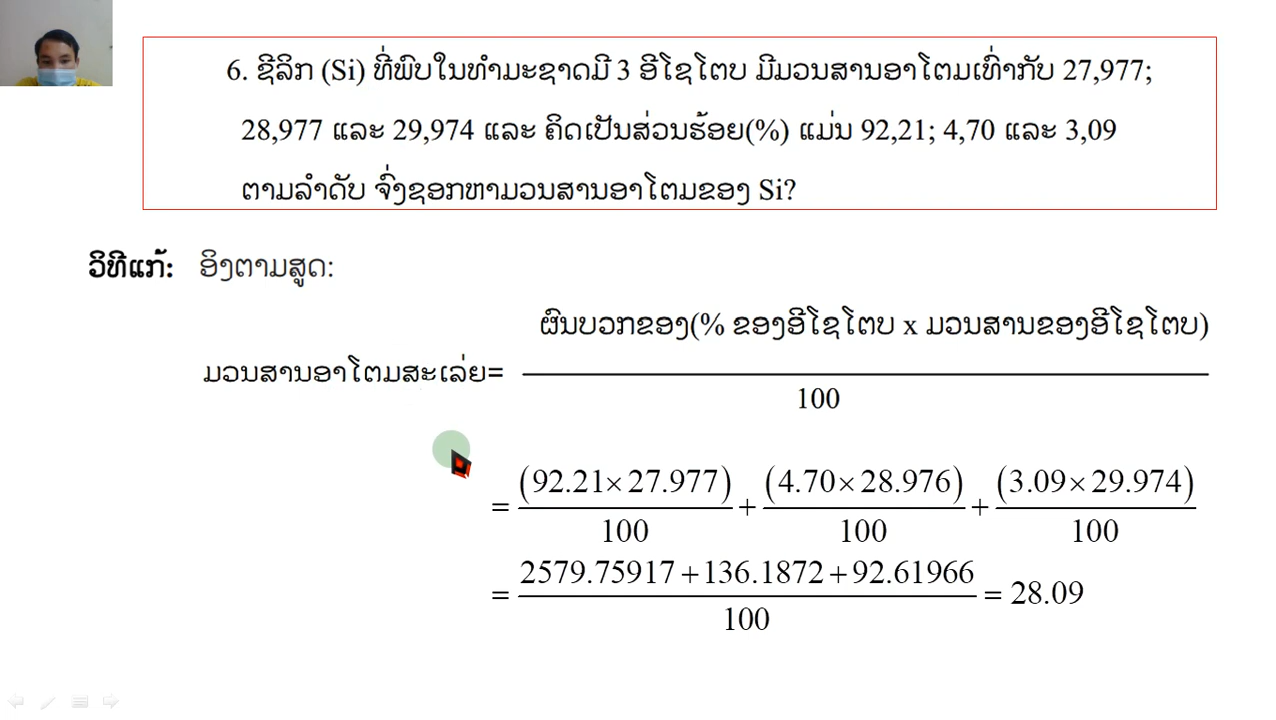 6. ຊີລິກ (Si) ທີ່ພົບໃນທຳມະຊາດມີ 3 ອີໂຊໂຕບ ມີມວນສານອາໂຕມເທົ່າກັບ 27,977;
28,977 ແລະ 29,974 ແລະ ຄິດເປັນສ່ວນຮ້ອຍ(%) ແມ່ນ 92,21; 4,70 ແລະ 3,09
ຕາມລຳດັບ ຈົ່ງຊອກຫາມວນສານອາໂຕມຂອງ Si?
ວິທີແກ້: ອິງຕາມສູດ:
ຜົນບວກຂອງ(% ຂອງອີໂຊໂຕບ x ມວນສານຂອງອີໂຊໂຕບ)
ມວນສານອາໂຕມສະເລ່ຍ=
100
= (92.21×27.977)/100 + (4.70×28.976)/100 + (3.09×29.974)/100
= (2579.75917+136.1872+92.61966)/100 = 28.09